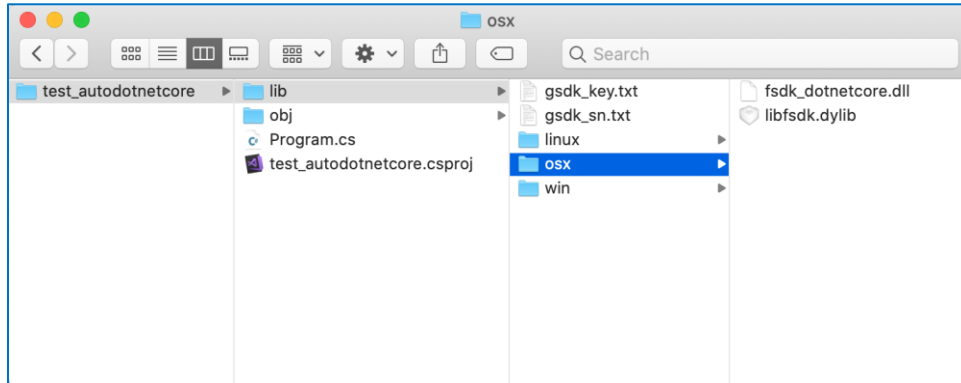 osx
Search
test_autodotnetcore
lib
obj
Program.cs
test_autodotnetcore.csproj
gsdk_key.txt
gsdk_sn.txt
linux
osx
win
fsdk_dotnetcore.dll
libfsdk.dylib